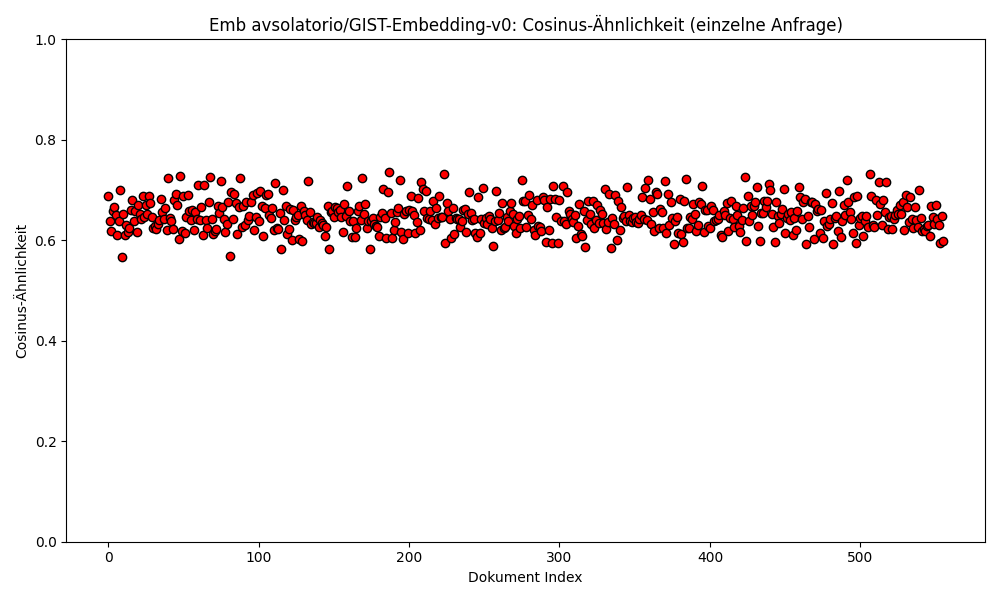 Emb avsolatorio/GIST-Embedding-v0: Cosinus-Ähnlichkeit (einzelne Anfrage)
1.0
0.8
0.6
0.4
0.2
0.0
Cosinus-Ähnlichkeit
0 100 200 300 400 500
Dokument Index